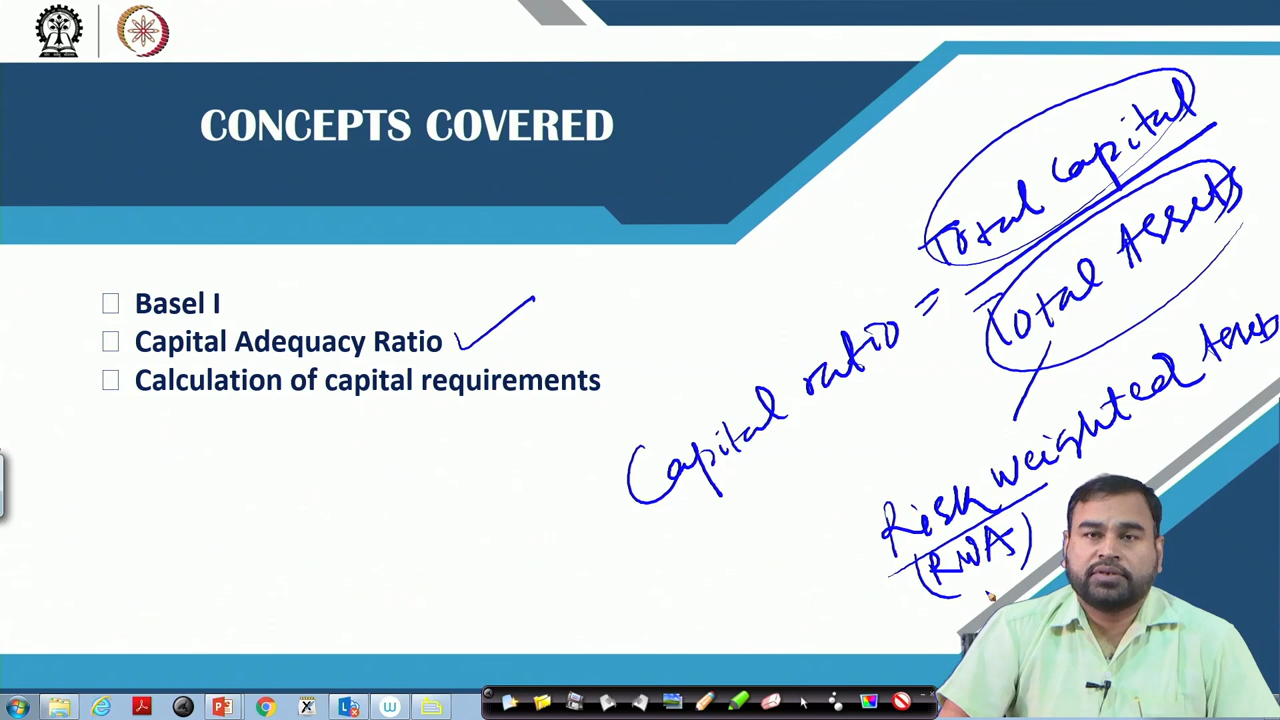 CONCEPTS COVERED
Basel I
Capital Adequacy Ratio
Calculation of capital requirements
Capital ratio = Total Capital
Total Assets
Risk weighted Assets
(RWA)